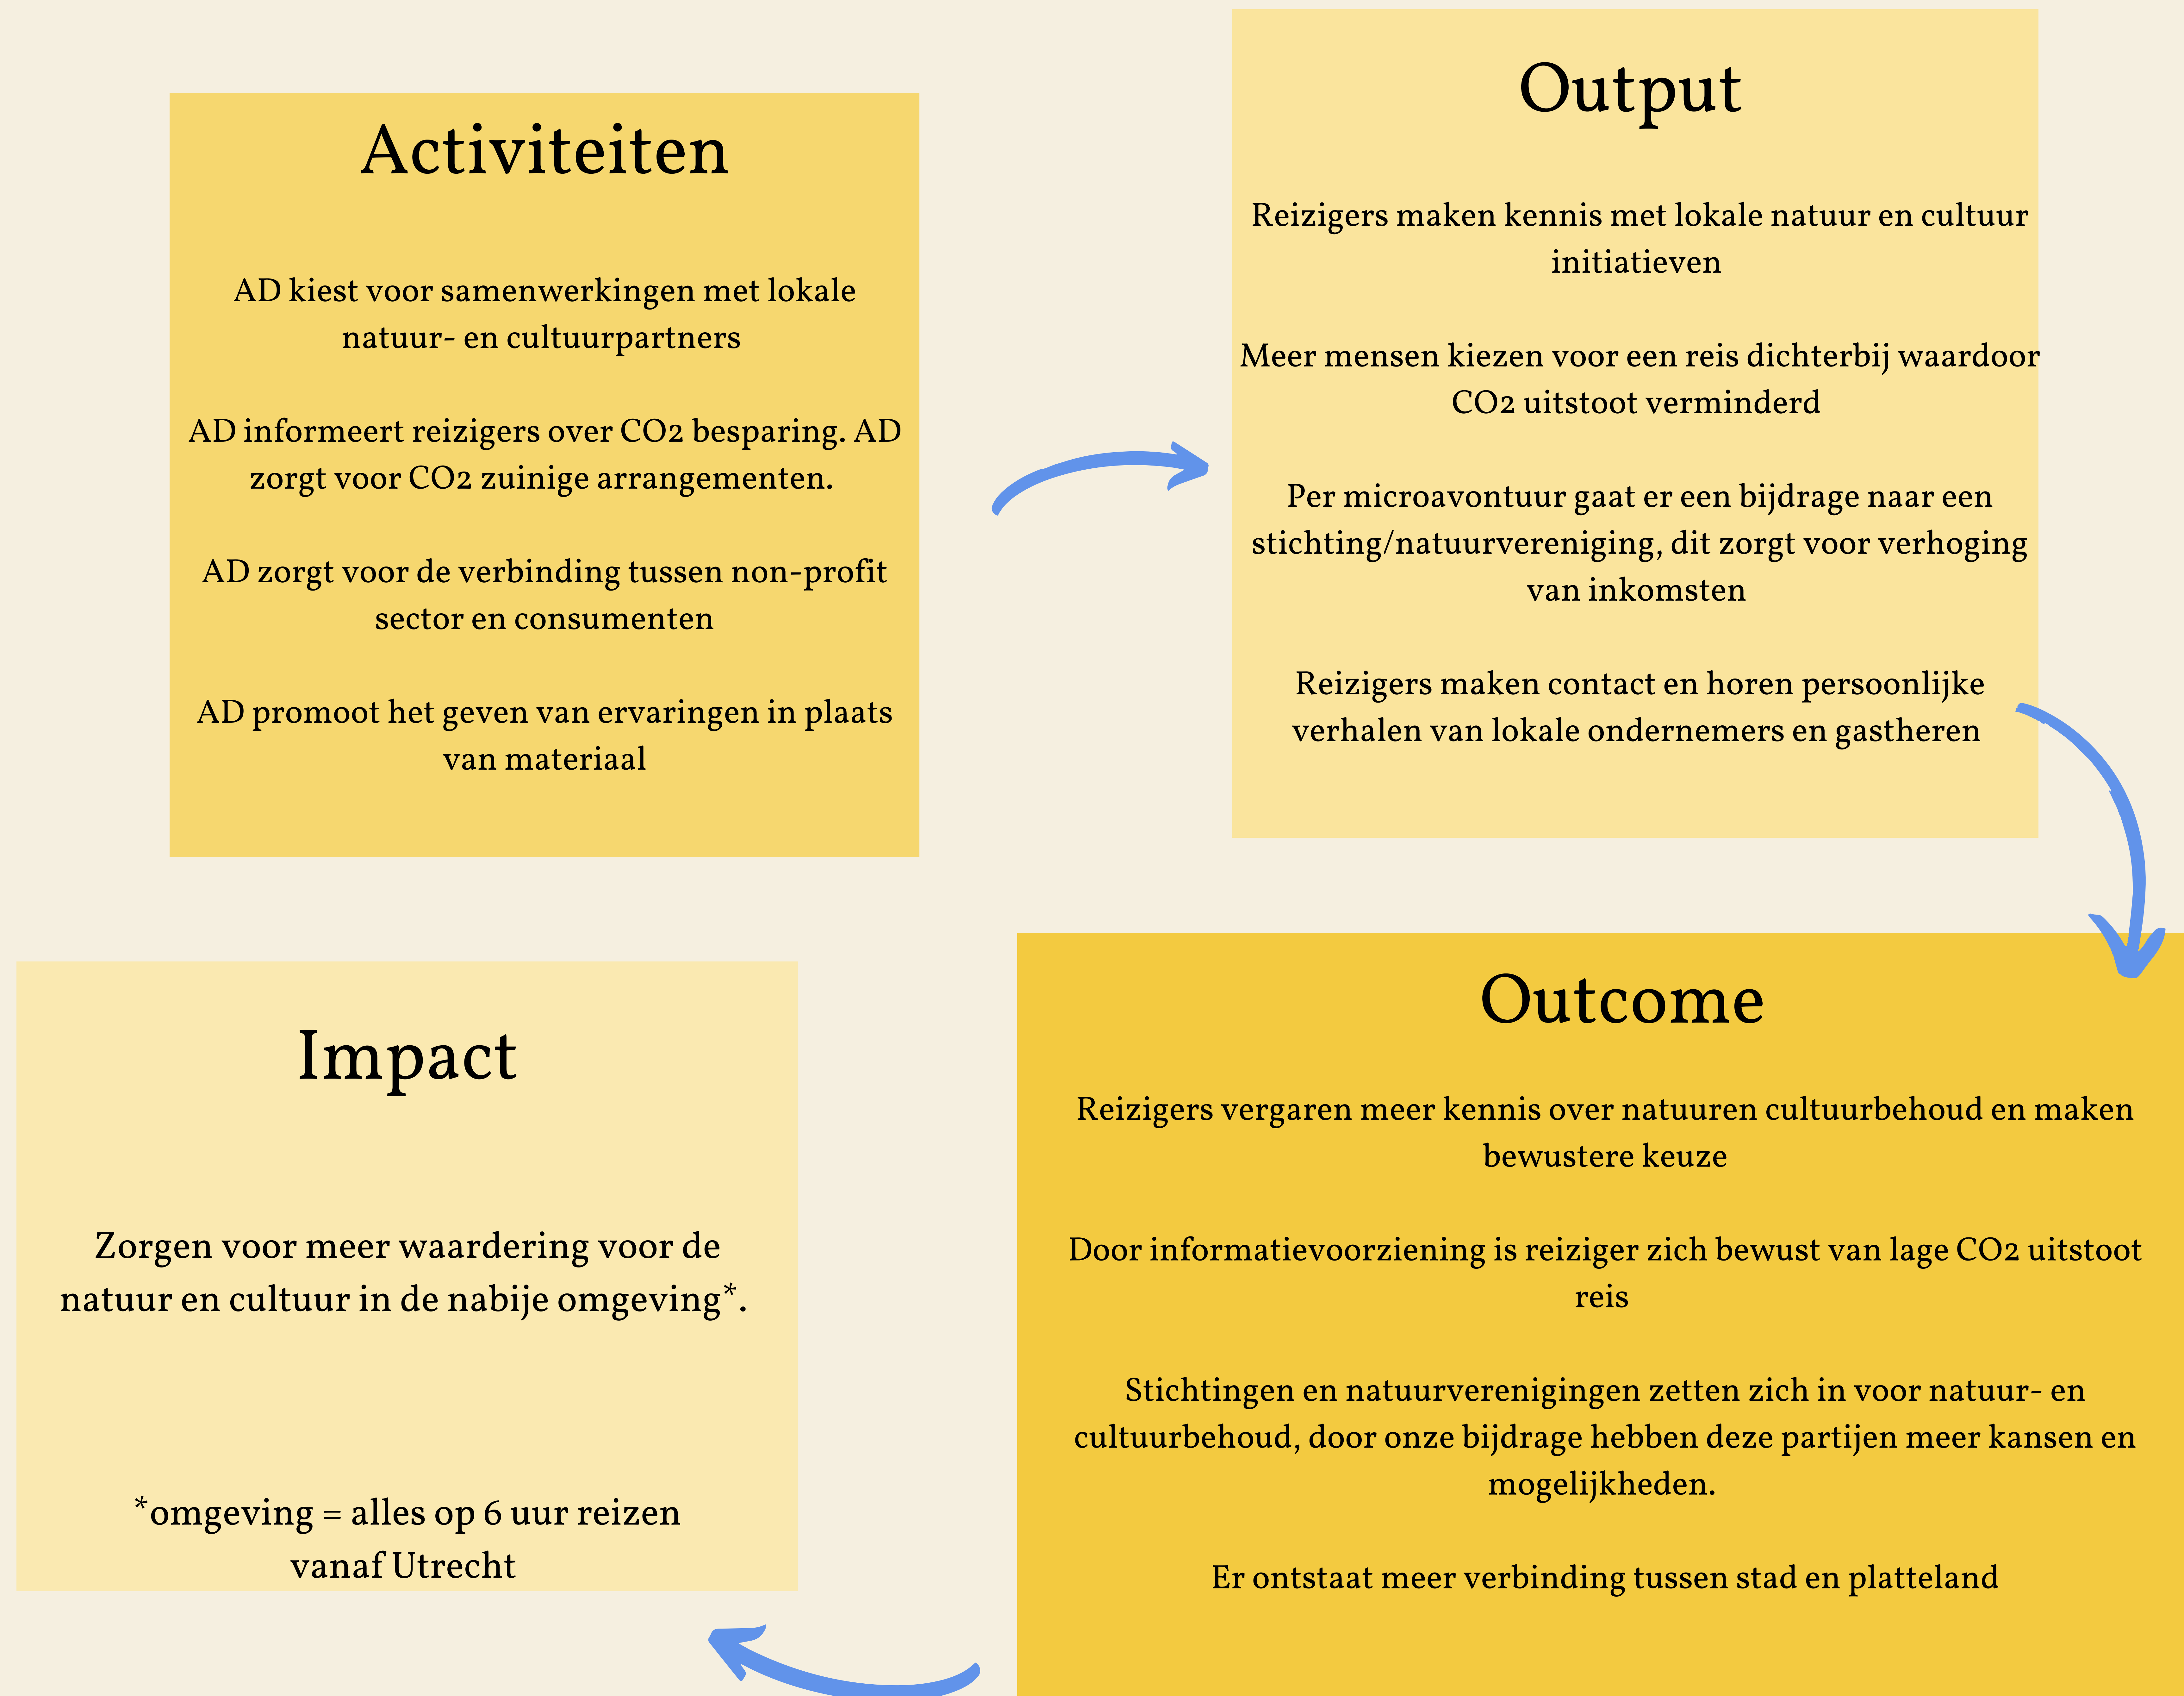 Activiteiten
AD kiest voor samenwerkingen met lokale
natuur- en cultuurpartners
AD informeert reizigers over CO2 besparing. AD
zorgt voor CO2 zuinige arrangementen.
AD zorgt voor de verbinding tussen non-profit
sector en consumenten
AD promoot het geven van ervaringen in plaats
van materiaal
Output
Reizigers maken kennis met lokale natuur en cultuur
initiatieven
Meer mensen kiezen voor een reis dichterbij waardoor
CO2 uitstoot verminderd
Per microavontuur gaat er een bijdrage naar een
stichting/natuurvereniging, dit zorgt voor verhoging
van inkomsten
Reizigers maken contact en horen persoonlijke
verhalen van lokale ondernemers en gastheren
Outcome
Reizigers vergaren meer kennis over natuuren cultuurbehoud en maken
bewustere keuze
Door informatievoorziening is reiziger zich bewust van lage CO2 uitstoot
reis
Stichtingen en natuurverenigingen zetten zich in voor natuur- en
cultuurbehoud, door onze bijdrage hebben deze partijen meer kansen en
mogelijkheden.
Er ontstaat meer verbinding tussen stad en platteland
Impact
Zorgen voor meer waardering voor de
natuur en cultuur in de nabije omgeving*.
*omgeving = alles op 6 uur reizen
vanaf Utrecht